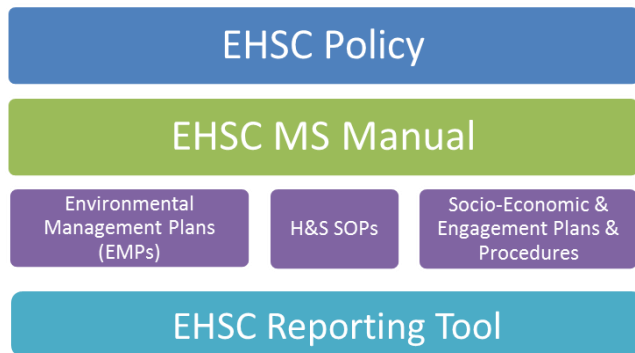 EHSC Policy
EHSC MS Manual
Environmental
Management Plans
(EMPs)
H&S SOPs
Socio-Economic &
Engagement Plans &
Procedures
EHSC Reporting Tool